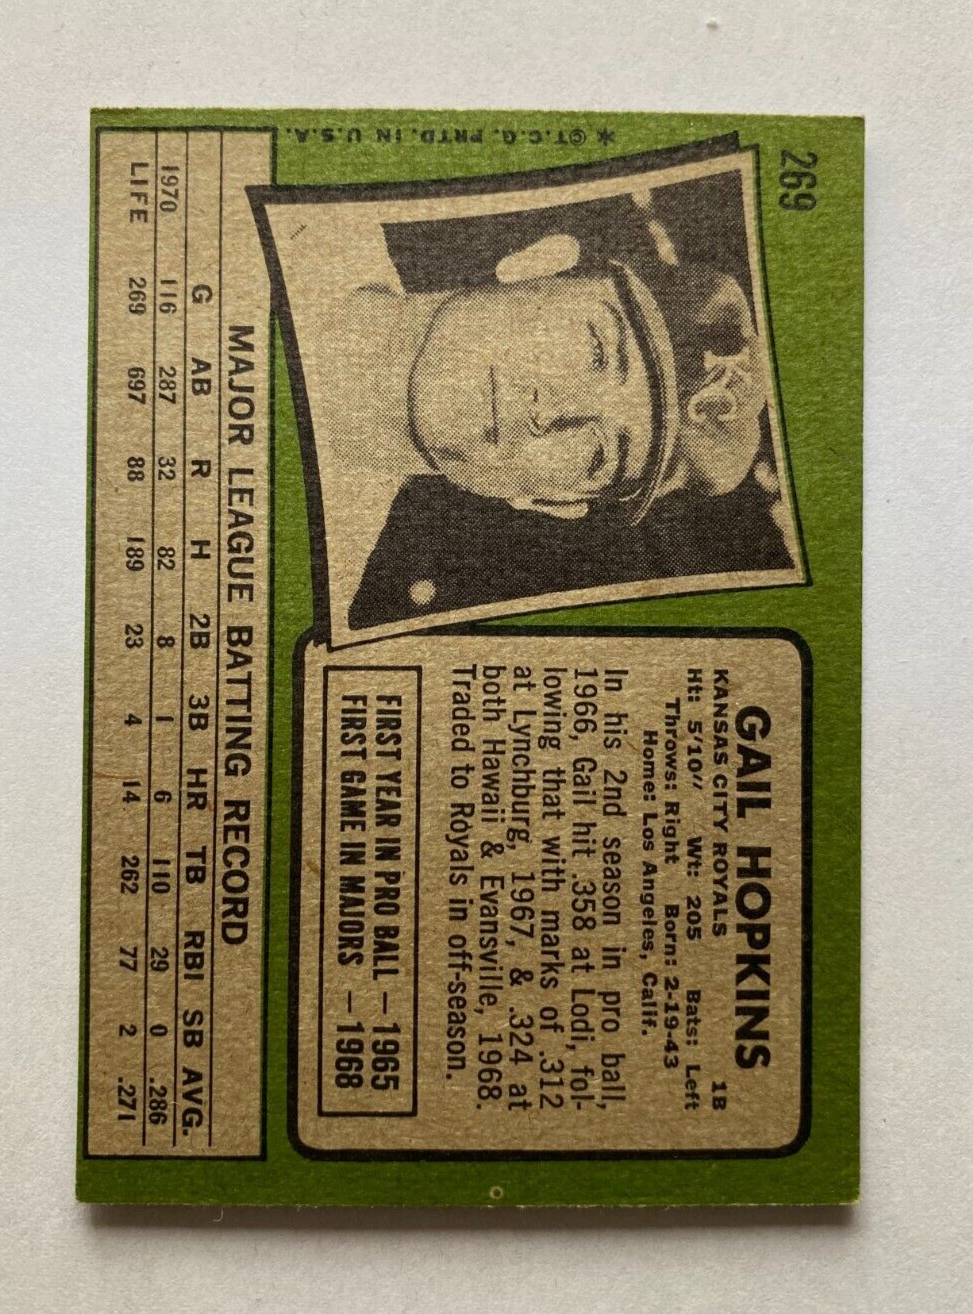 269
* ©T.C.G. PRTD. IN U.S.A.
KC
GAIL HOPKINS
KANSAS CITY ROYALS 1B
Ht: 5'10" Wt: 205 Bats: Left
Throws: Right Born: 2-19-43
Home: Los Angeles, Calif.
In his 2nd season in pro ball,
1966, Gail hit .358 at Lodi, fol-
lowing that with marks of .312
at Lynchburg, 1967, & .324 at
both Hawaii & Evansville, 1968.
Traded to Royals in off-season.
FIRST YEAR IN PRO BALL — 1965
FIRST GAME IN MAJORS — 1968
MAJOR LEAGUE BATTING RECORD
G AB R H 2B 3B HR TB RBI SB AVG.
1970 116 287 32 82 8 1 6 110 29 0 .286
LIFE 269 697 88 189 23 4 14 262 77 2 .271